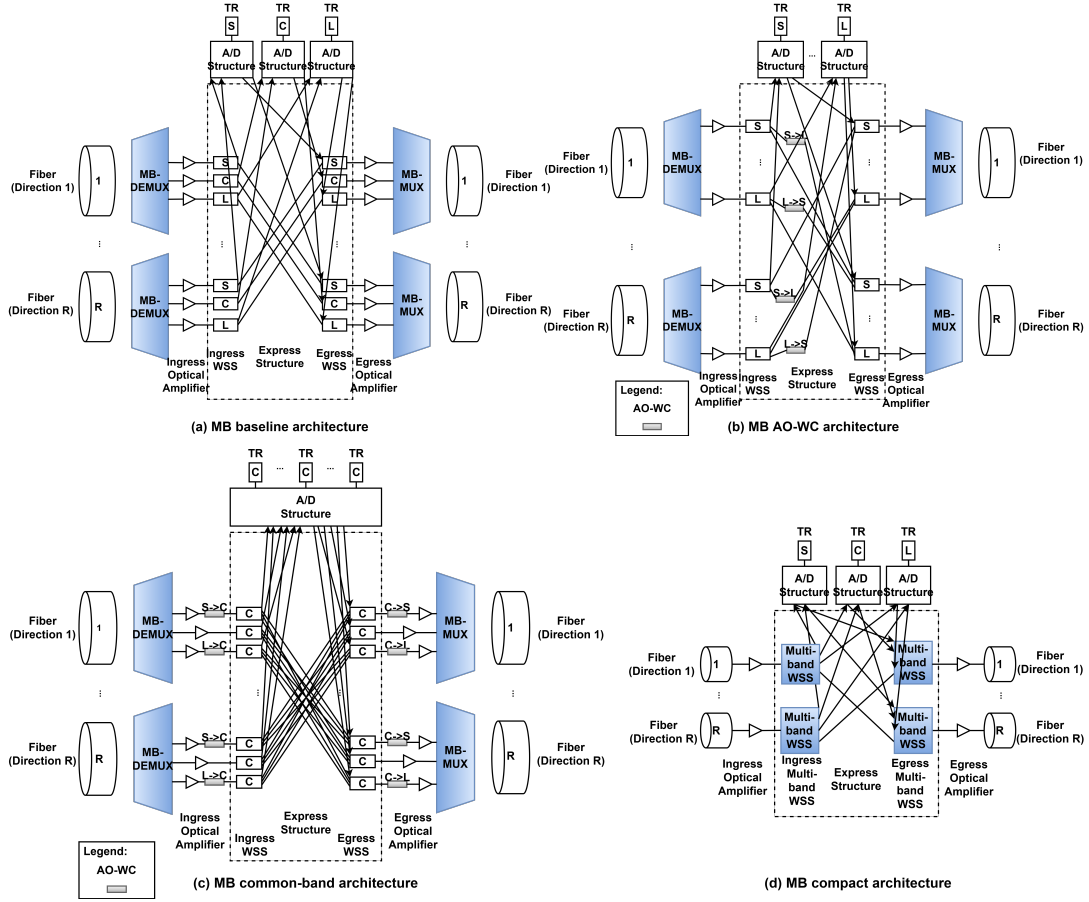 TR TR TR
S C L
A/D Structure A/D Structure A/D Structure
Fiber (Direction 1)
1
MB-DEMUX
S
C
L
S
C
L
MB-MUX
1
Fiber (Direction 1)
...
Fiber (Direction R)
R
MB-DEMUX
S
C
L
S
C
L
MB-MUX
R
Fiber (Direction R)
Ingress Optical Amplifier
Ingress WSS
Express Structure
Egress WSS
Egress Optical Amplifier
(a) MB baseline architecture
TR TR
S L
A/D Structure ... A/D Structure
Fiber (Direction 1)
1
MB-DEMUX
S
S->L
S
...
L
L->S
L
MB-MUX
1
Fiber (Direction 1)
...
Fiber (Direction R)
R
MB-DEMUX
S
S->L
S
...
L
L->S
L
MB-MUX
R
Fiber (Direction R)
Ingress Optical Amplifier
Ingress WSS
Express Structure
Egress WSS
Egress Optical Amplifier
Legend:
AO-WC
(b) MB AO-WC architecture
TR ... TR ... TR
C C C
A/D Structure
Fiber (Direction 1)
1
MB-DEMUX
S->C
L->C
C
C
C
C
C
C
C->S
C->L
MB-MUX
1
Fiber (Direction 1)
...
Fiber (Direction R)
R
MB-DEMUX
S->C
L->C
C
C
C
C
C
C
C->S
C->L
MB-MUX
R
Fiber (Direction R)
Ingress Optical Amplifier
Ingress WSS
Express Structure
Egress WSS
Egress Optical Amplifier
Legend:
AO-WC
(c) MB common-band architecture
TR TR TR
S C L
A/D Structure A/D Structure A/D Structure
Fiber (Direction 1)
1
Multi-band WSS
Multi-band WSS
1
Fiber (Direction 1)
...
Fiber (Direction R)
R
Multi-band WSS
Multi-band WSS
R
Fiber (Direction R)
Ingress Optical Amplifier
Ingress Multi-band WSS
Express Structure
Egress Multi-band WSS
Egress Optical Amplifier
(d) MB compact architecture